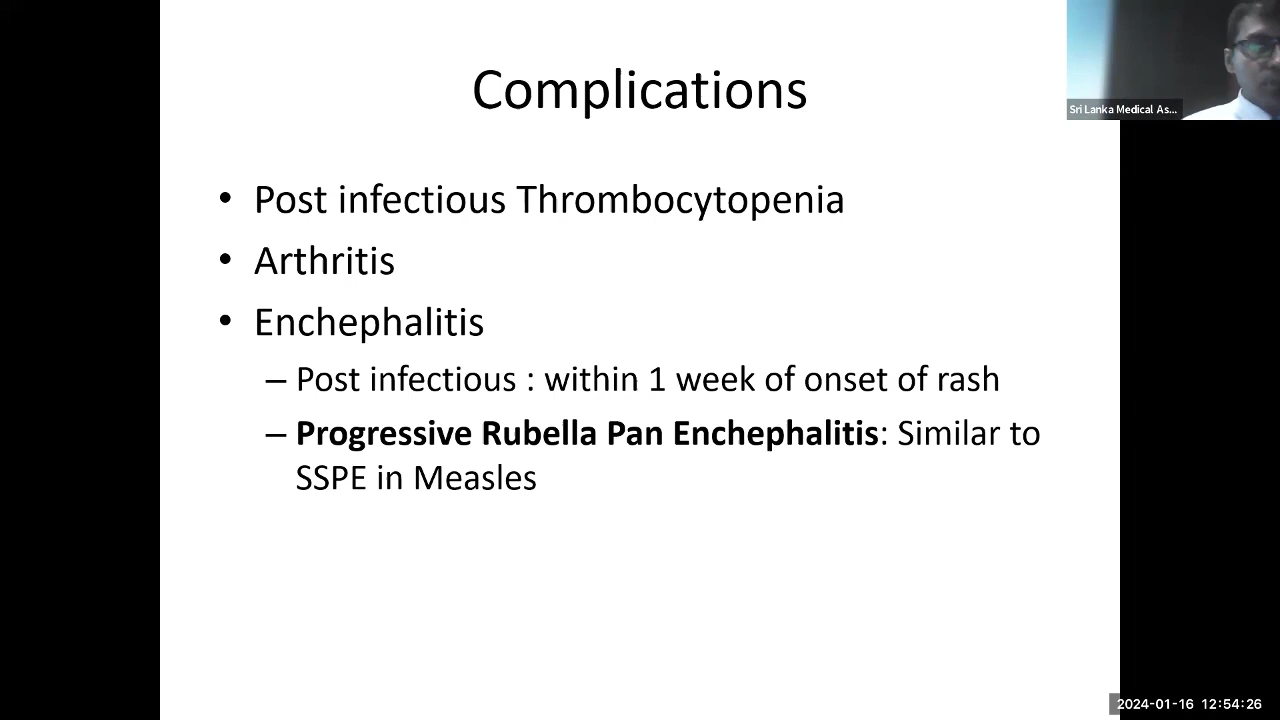 Complications
Sri Lanka Medical As...
• Post infectious Thrombocytopenia
• Arthritis
• Enchephalitis
– Post infectious : within 1 week of onset of rash
– Progressive Rubella Pan Enchephalitis: Similar to
SSPE in Measles
2024-01-16 12:54:26